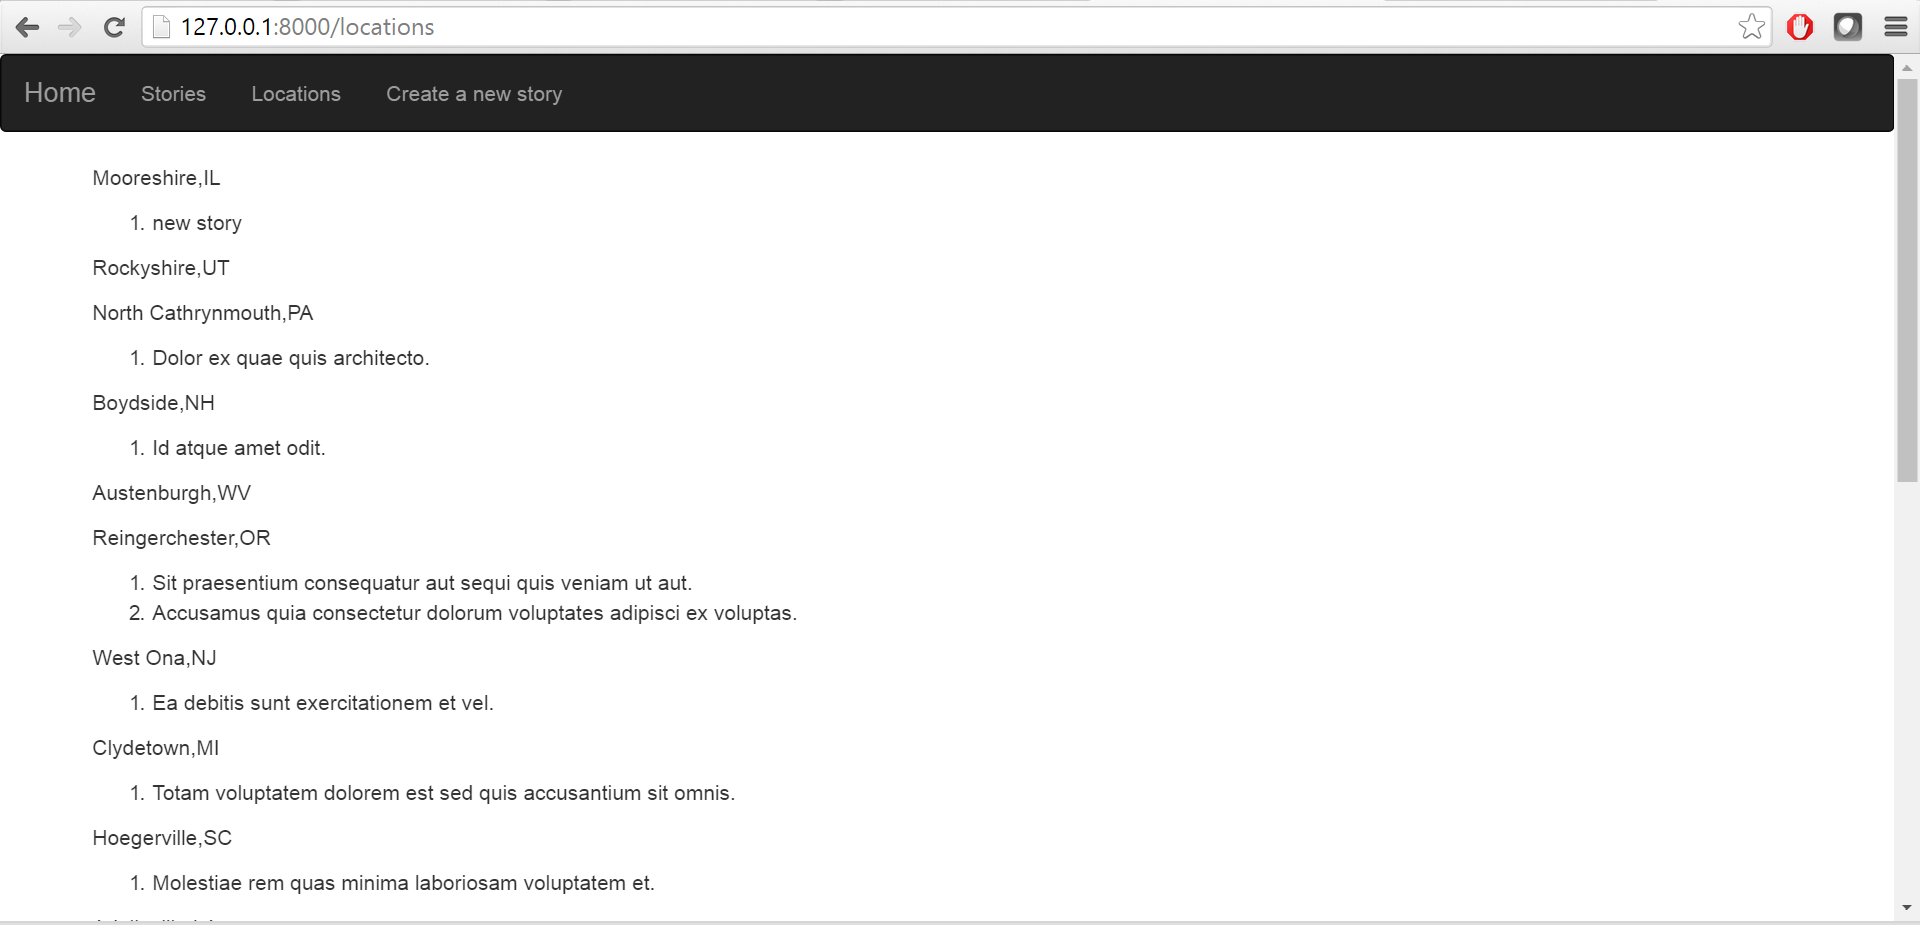 127.0.0.1:8000/locations
Home Stories Locations Create a new story
Mooreshire,IL
1. new story
Rockyshire,UT
North Cathrynmouth,PA
1. Dolor ex quae quis architecto.
Boydside,NH
1. Id atque amet odit.
Austenburgh,WV
Reingerchester,OR
1. Sit praesentium consequatur aut sequi quis veniam ut aut.
2. Accusamus quia consectetur dolorum voluptates adipisci ex voluptas.
West Ona,NJ
1. Ea debitis sunt exercitationem et vel.
Clydetown,MI
1. Totam voluptatem dolorem est sed quis accusantium sit omnis.
Hoegerville,SC
1. Molestiae rem quas minima laboriosam voluptatem et.